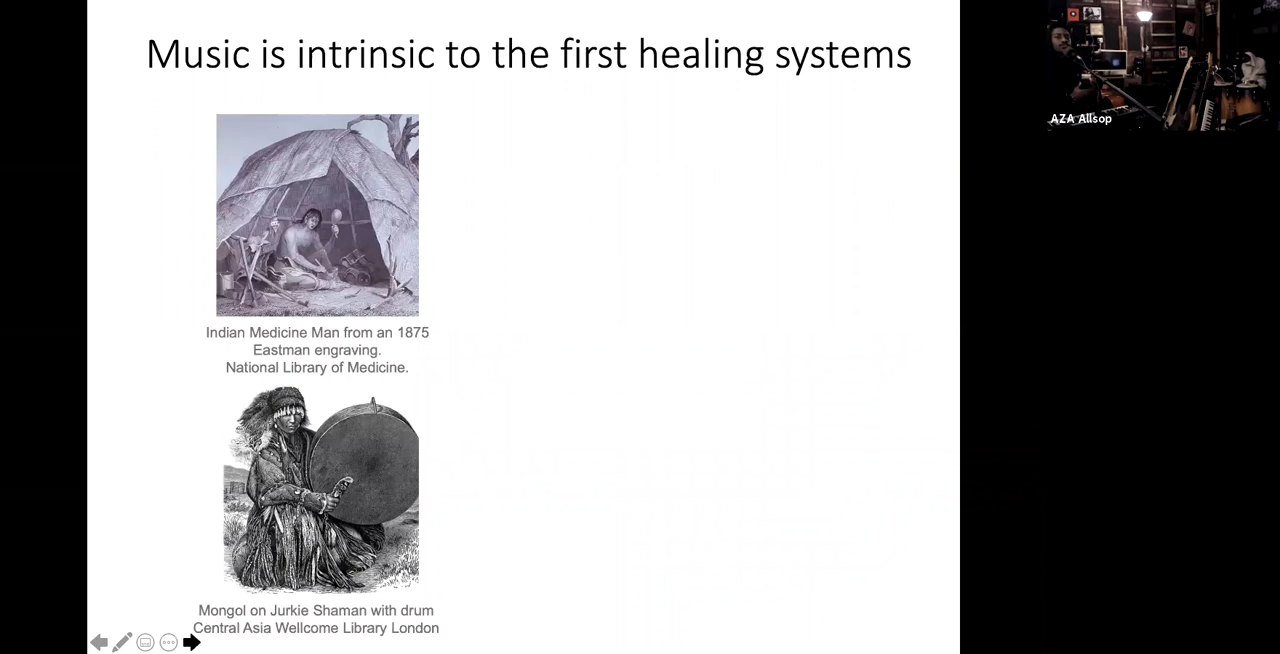 Music is intrinsic to the first healing systems
AZA Allsop
Indian Medicine Man from an 1875
Eastman engraving.
National Library of Medicine.
Mongol on Jurkie Shaman with drum
Central Asia Wellcome Library London